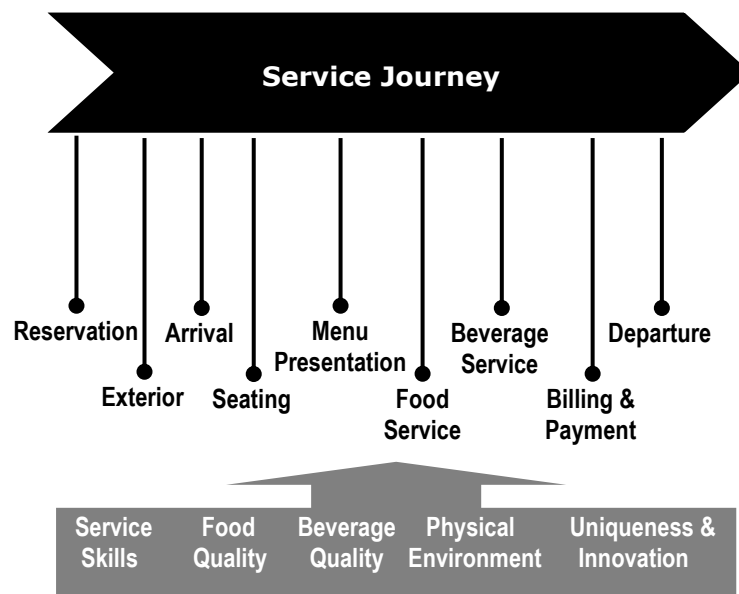 Service Journey
Reservation
Exterior
Arrival
Seating
Menu
Presentation
Food
Service
Beverage
Service
Billing &
Payment
Departure
Service
Skills
Food
Quality
Beverage
Quality
Physical
Environment
Uniqueness &
Innovation